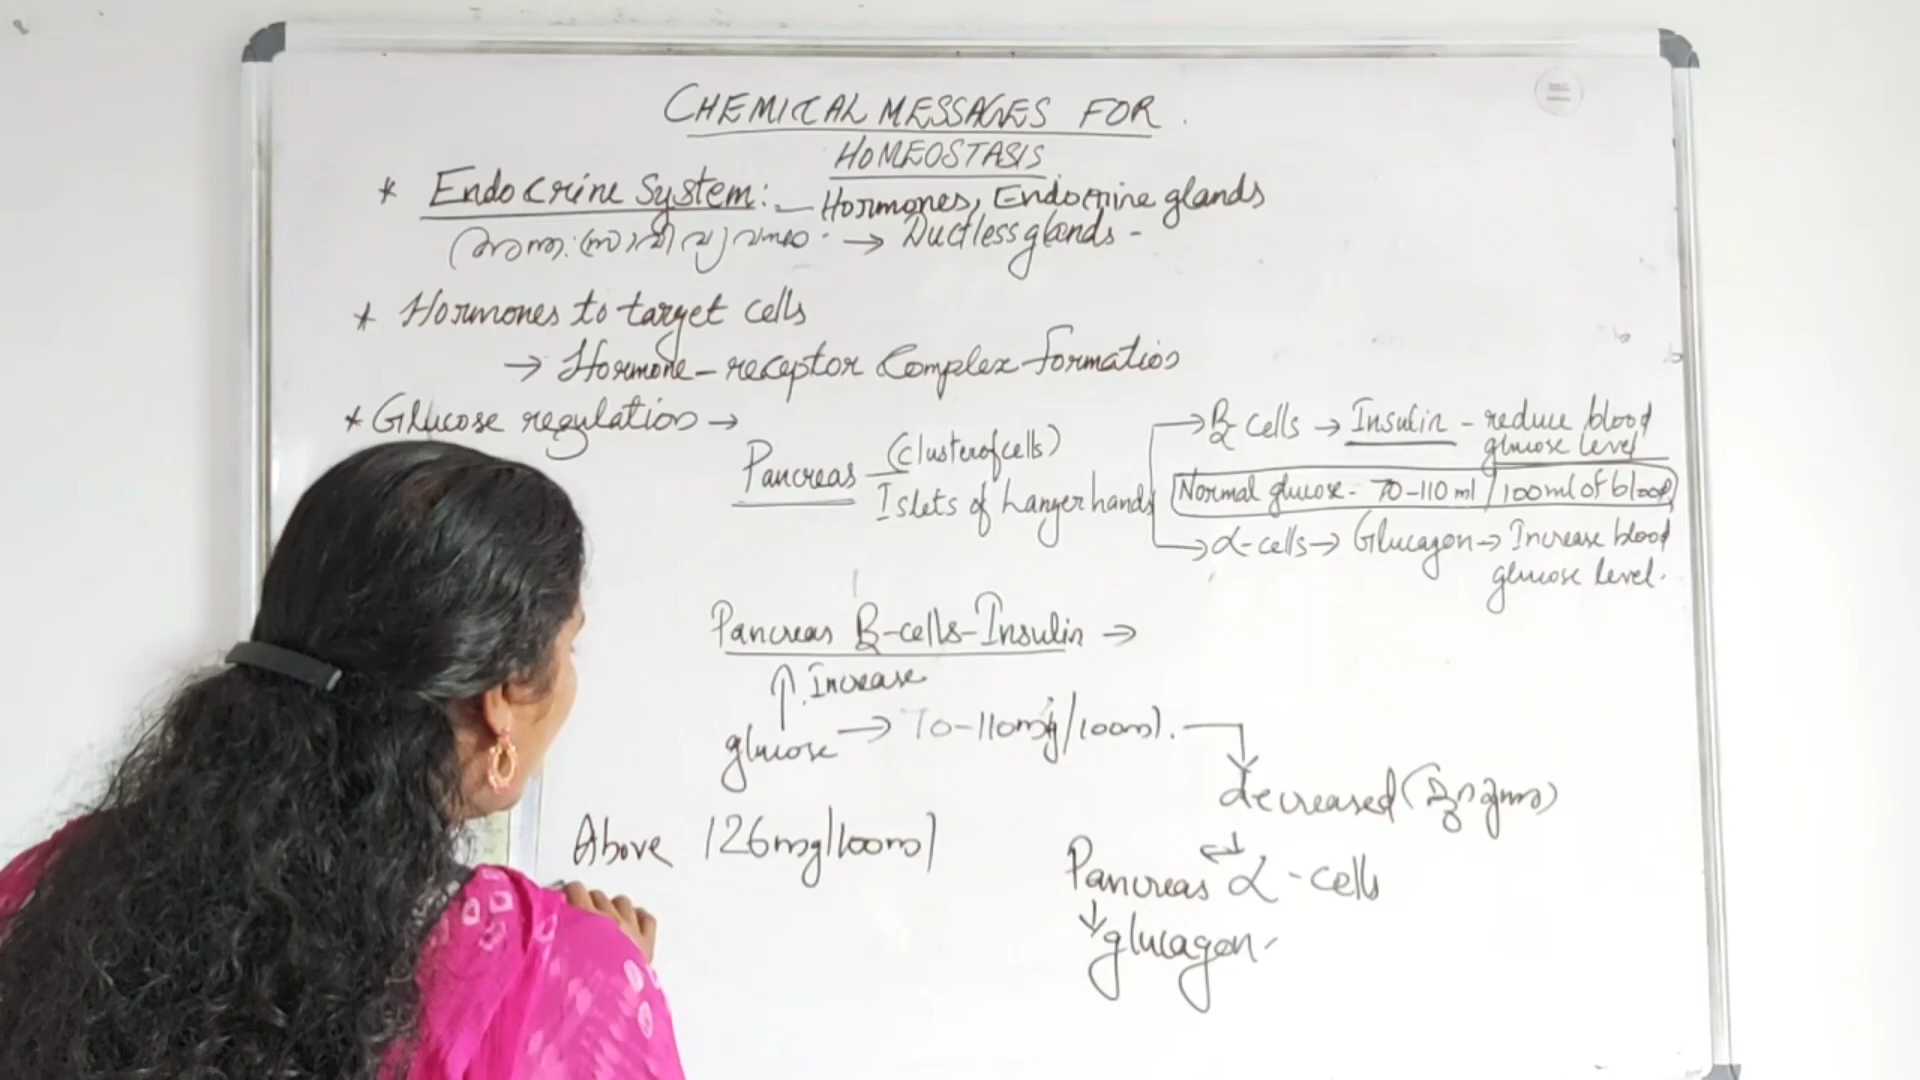 CHEMICAL MESSAGES FOR
HOMEOSTASIS
* Endocrine System: - Hormones, Endocrine glands
→ Ductless glands -
* Hormones to target cells
→ Hormone - receptor Complex formation
* Glucose regulation →
Pancreas - (cluster of cells)
Islets of Langerhands
→ β-cells → Insulin - reduce blood
glucose level
Normal glucose - 70-110 ml / 100ml of blood
→ α-cells → Glucagon → Increase blood
glucose level.
Pancreas β-cells-Insulin →
↑ Increase
glucose → 70-110mg/100ml.
decreased
Above 126mg/100ml
Pancreas α-cells
↓ glucagon